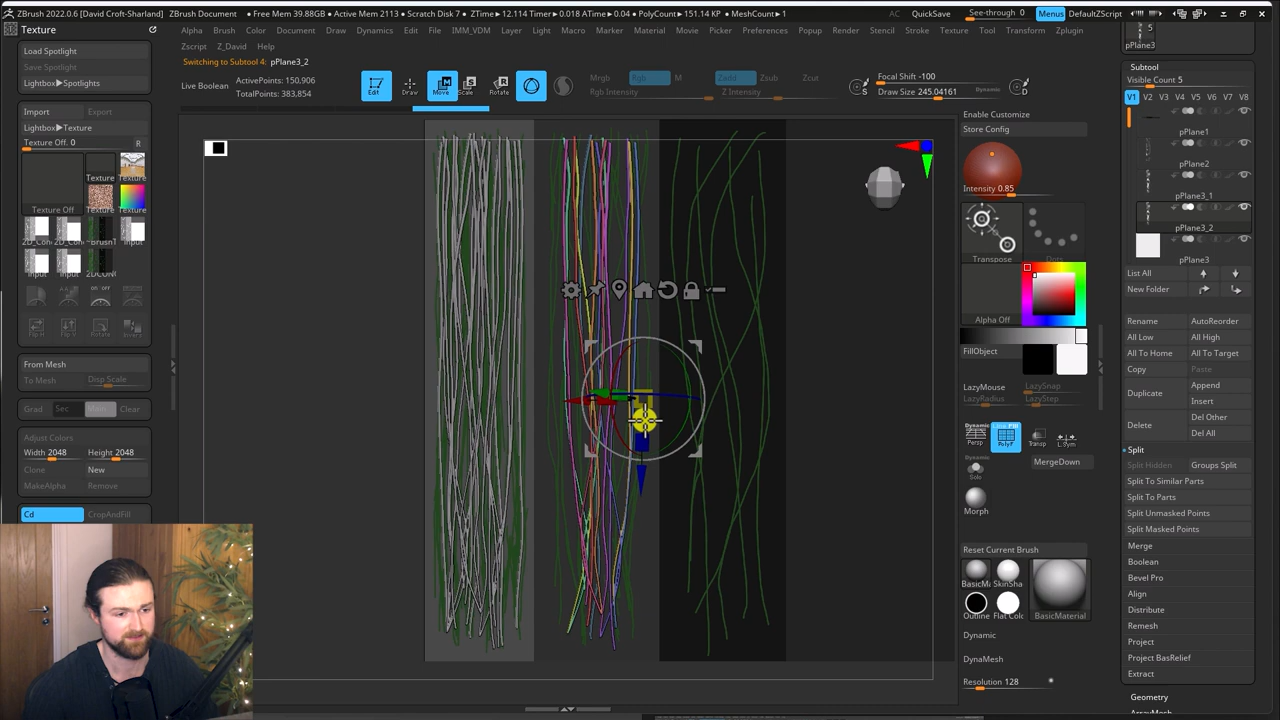 ZBrush 2022.0.6 (David Croft-Sharland) ZBrush Document • Free Mem 39.88GB • Active Mem 2113 • Scratch Disk 7 • ZTime▸12.114 Timer▸0.018 ATime▸0.04 • PolyCount▸151.14 KP • MeshCount▸1
AC QuickSave See-through 0 Menus DefaultZScript
Texture
Alpha Brush Color Document Draw Dynamics Edit File IMM_VDM Layer Light Macro Marker Material Movie Picker Preferences Popup Render Stencil Stroke Texture Tool Transform Zplugin
Zscript Z_David Help
Switching to Subtool 4: pPlane3_2
Load Spotlight
Save Spotlight
Lightbox▶Spotlights
Import Export
Lightbox▶Texture
Texture Off. 0 R
Texture
Texture Off Texture Texture
From Mesh
To Mesh Disp Scale
Grad Sec Main Clear
Adjust Colors
Width 2048 Height 2048
Clone New
MakeAlpha Remove
Cd CropAndFill
Live Boolean
ActivePoints: 150.906
TotalPoints: 383.854
Edit Draw Move Scale Rotate
Mrgb Rgb M
Rgb Intensity
Zadd Zsub Zcut
Z Intensity
S
Focal Shift -100
Draw Size 245.04161 Dynamic
D
Enable Customize
Store Config
Intensity 0.85
Transpose Dots
Alpha Off
FillObject
LazyMouse LazySnap
LazyRadius LazyStep
Dynamic Line Fill
Persp PolyF Transp L.Sym
Dynamic
Solo
MergeDown
Morph
Reset Current Brush
BasicMa SkinSha
Outline Flat Colo BasicMaterial
Dynamic
DynaMesh
Resolution 128
5
pPlane3
Subtool
Visible Count 5
V1 V2 V3 V4 V5 V6 V7 V8
pPlane1
pPlane2
pPlane3_1
pPlane3_2
pPlane3
List All
New Folder
Rename AutoReorder
All Low All High
All To Home All To Target
Copy Paste
Duplicate Append
Insert
Delete Del Other
Del All
Split
Split Hidden Groups Split
Split To Similar Parts
Split To Parts
Split Unmasked Points
Split Masked Points
Merge
Boolean
Bevel Pro
Align
Distribute
Remesh
Project
Project BasRelief
Extract
Geometry